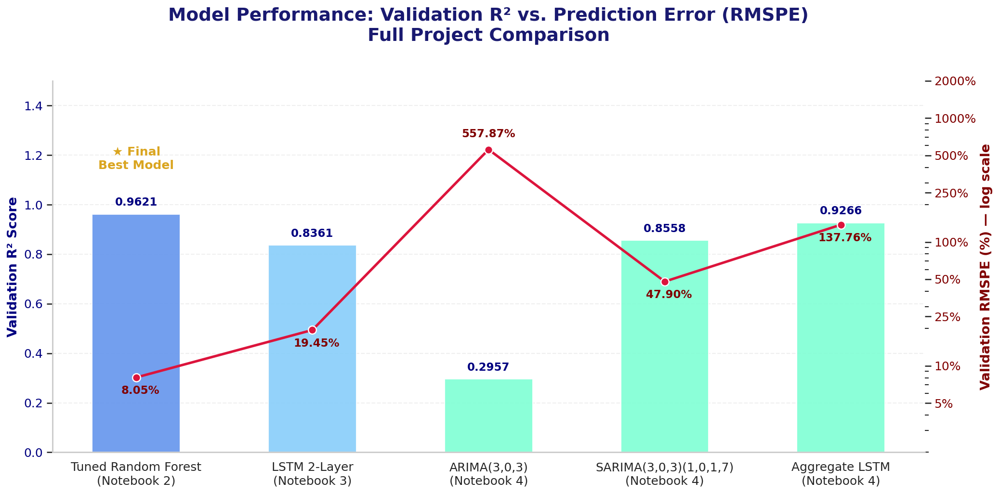 Model Performance: Validation R² vs. Prediction Error (RMSPE)
Full Project Comparison
Validation R² Score
1.4
1.2
1.0
0.8
0.6
0.4
0.2
0.0
★ Final
Best Model
0.9621
0.8361
0.2957
0.8558
0.9266
8.05%
19.45%
557.87%
47.90%
137.76%
2000%
1000%
500%
250%
100%
50%
25%
10%
5%
Validation RMSPE (%) — log scale
Tuned Random Forest
(Notebook 2)
LSTM 2-Layer
(Notebook 3)
ARIMA(3,0,3)
(Notebook 4)
SARIMA(3,0,3)(1,0,1,7)
(Notebook 4)
Aggregate LSTM
(Notebook 4)